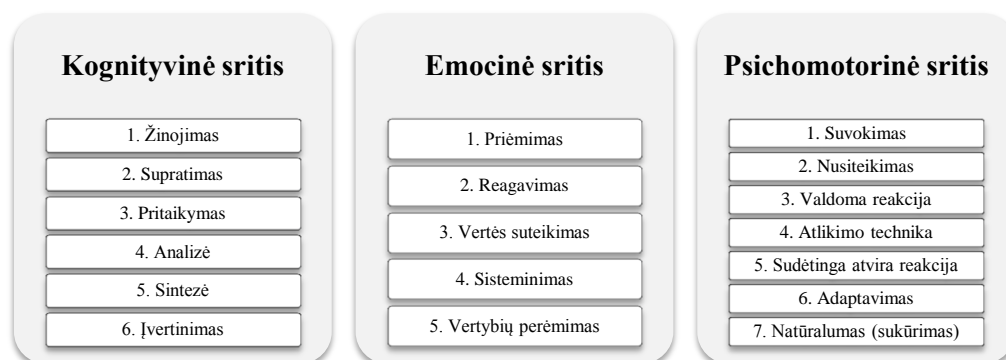 Kognityvinė sritis
1. Žinojimas
2. Supratimas
3. Pritaikymas
4. Analizė
5. Sintezė
6. Įvertinimas
Emocinė sritis
1. Priėmimas
2. Reagavimas
3. Vertės suteikimas
4. Sisteminimas
5. Vertybių perėmimas
Psichomotorinė sritis
1. Suvokimas
2. Nusiteikimas
3. Valdoma reakcija
4. Atlikimo technika
5. Sudėtinga atvira reakcija
6. Adaptavimas
7. Natūralumas (sukūrimas)